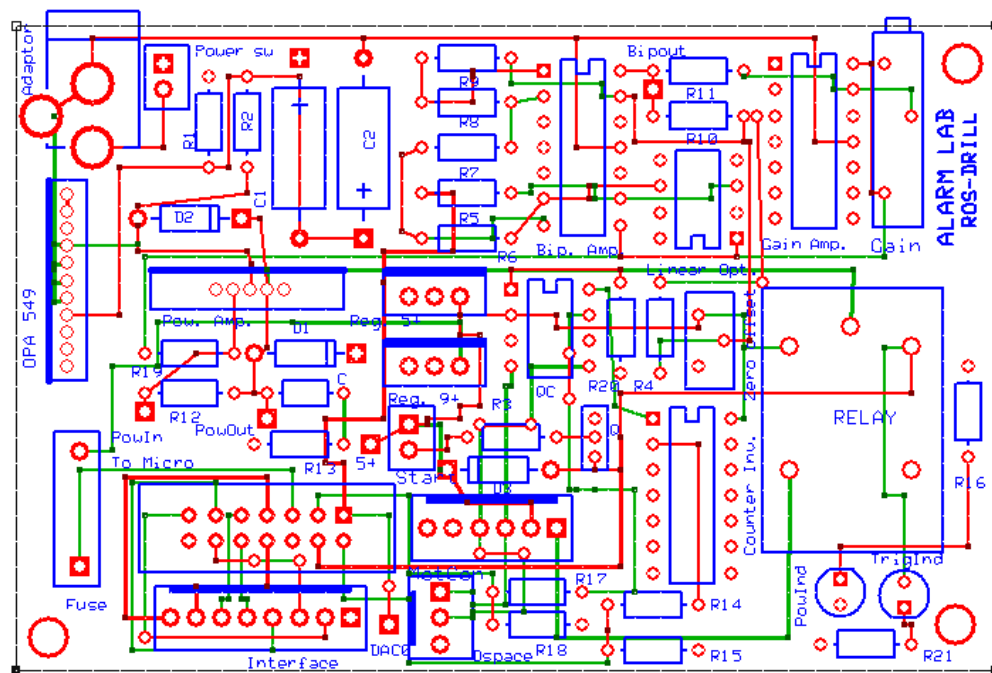 Adaptor
Power sw
R1
R2
C1
C2
R9
R8
R7
R5
R6
Bip. Amp
Bipout
R11
R10
Gain Amp.
Gain
ALARM LAB
ROS-DRILL
D2
OPA 549
Pow. Amp.
D1
Reg. 5+
Linear Opt.
Zero Offset
R19
R12
C
PowIn
PowOut
R13
Reg. 9+
5+
Start
R3
D3
QC
R20
R4
Q
Counter Inv.
RELAY
R16
To Micro
Fuse
Interface
DAC0
Motion
Dspace
R17
R18
R14
R15
PowInd
TrigInd
R21